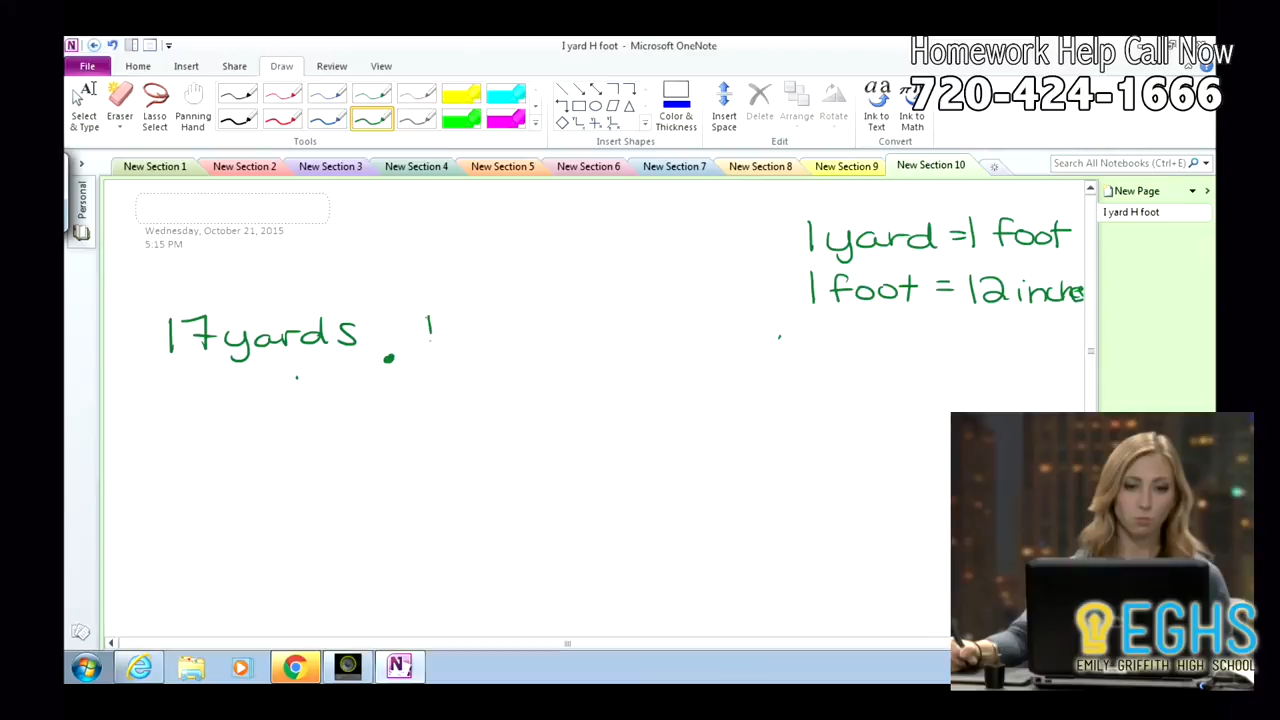 I yard H foot - Microsoft OneNote
Homework Help Call Now
720-424-1666
File Home Insert Share Draw Review View
Select & Type
Eraser
Lasso Select
Panning Hand
Color & Thickness
Insert Space
Delete
Arrange
Rotate
Ink to Text
Ink to Math
Tools
Insert Shapes
Edit
Convert
Personal
New Section 1 New Section 2 New Section 3 New Section 4 New Section 5 New Section 6 New Section 7 New Section 8 New Section 9 New Section 10
Search All Notebooks (Ctrl+E)
New Page
I yard H foot
Wednesday, October 21, 2015
5:15 PM
1 yard = 1 foot
1 foot = 12 inches
17 yards . 1
EGHS
EMILY GRIFFITH HIGH SCHOOL